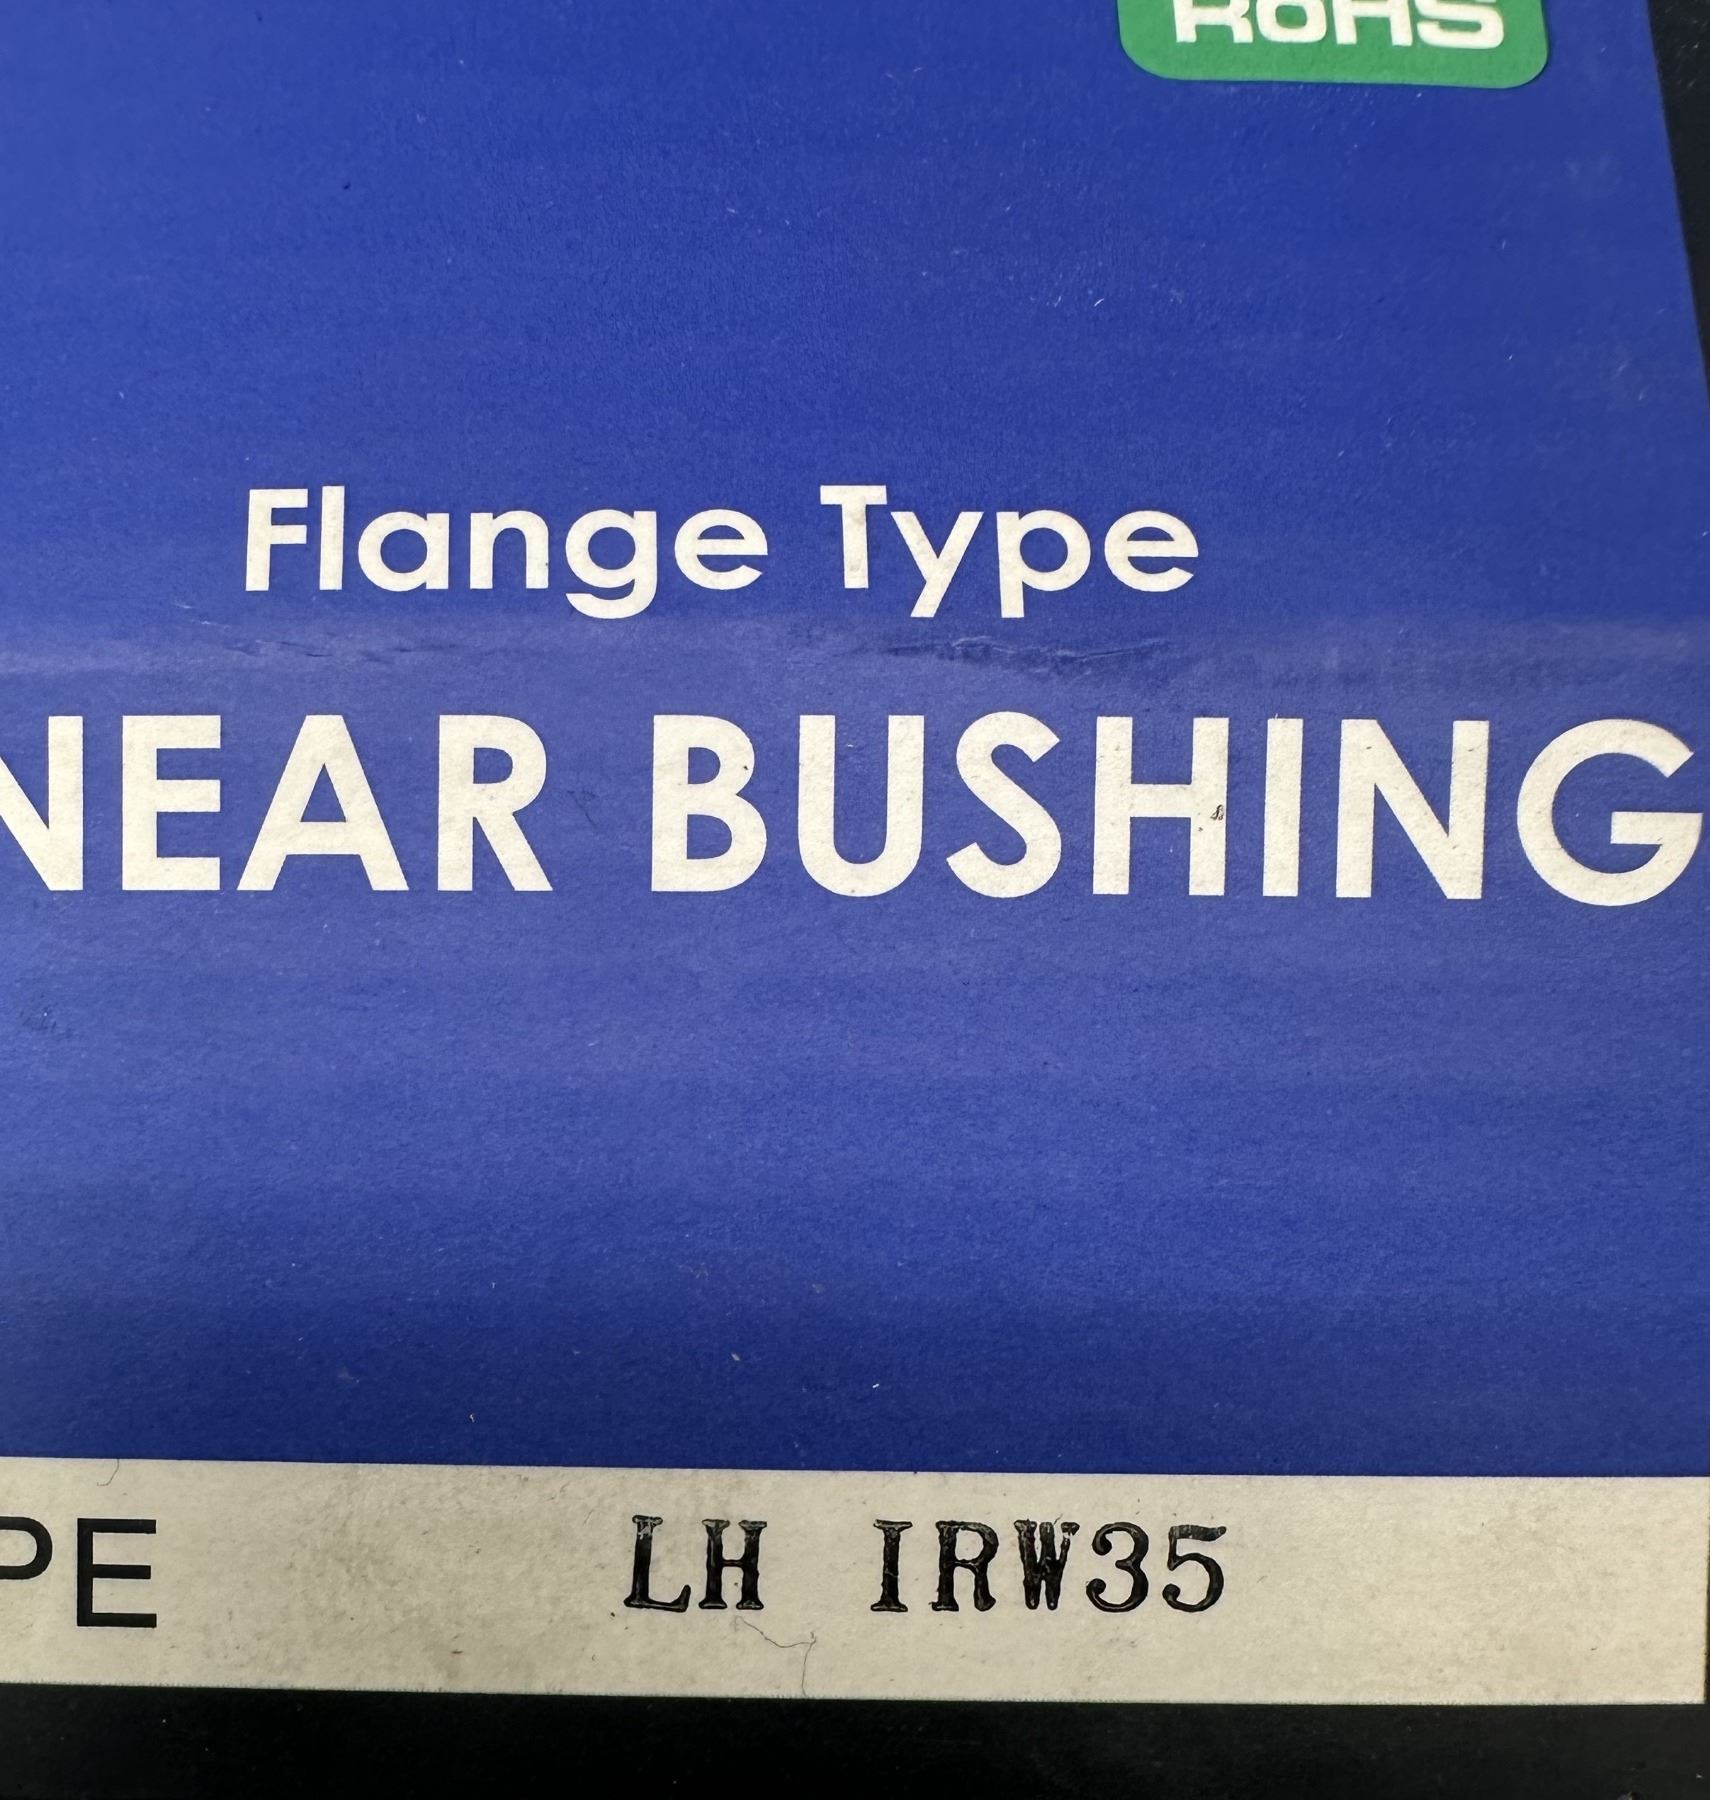 RoHS
Flange Type
NEAR BUSHING
PE LH IRW35